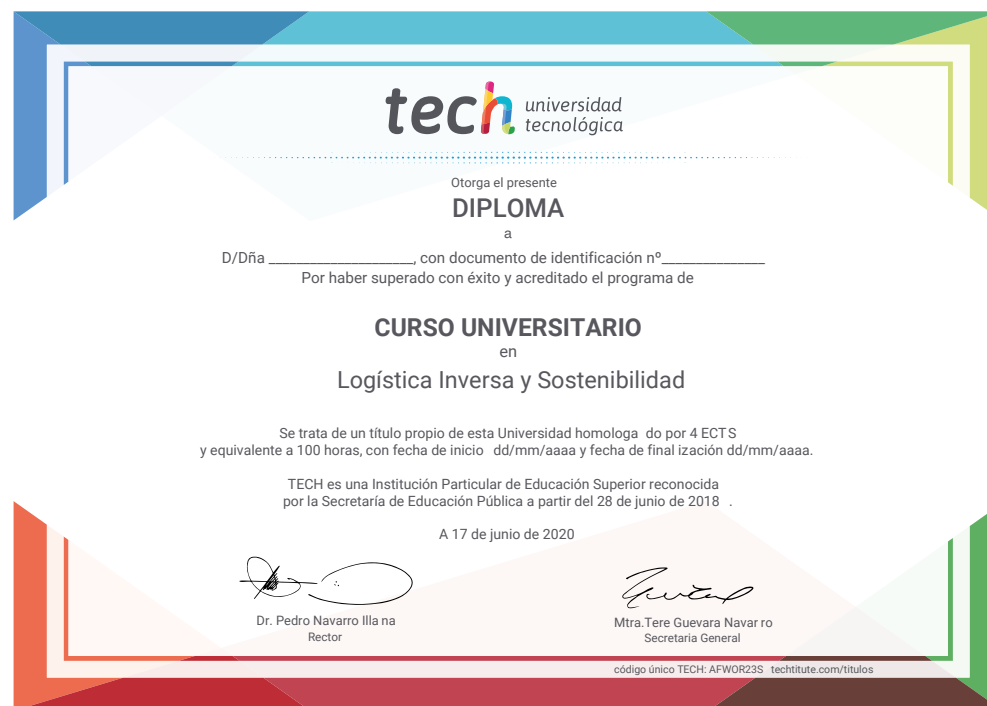 tech universidad
tecnológica
Otorga el presente
DIPLOMA
a
D/Dña ___________________, con documento de identificación nº______________
Por haber superado con éxito y acreditado el programa de
CURSO UNIVERSITARIO
en
Logística Inversa y Sostenibilidad
Se trata de un título propio de esta Universidad homologa do por 4 ECTS
y equivalente a 100 horas, con fecha de inicio dd/mm/aaaa y fecha de final ización dd/mm/aaaa.
TECH es una Institución Particular de Educación Superior reconocida
por la Secretaría de Educación Pública a partir del 28 de junio de 2018 .
A 17 de junio de 2020
Dr. Pedro Navarro Illa na
Rector
Mtra.Tere Guevara Navar ro
Secretaria General
código único TECH: AFWOR23S techtitute.com/titulos